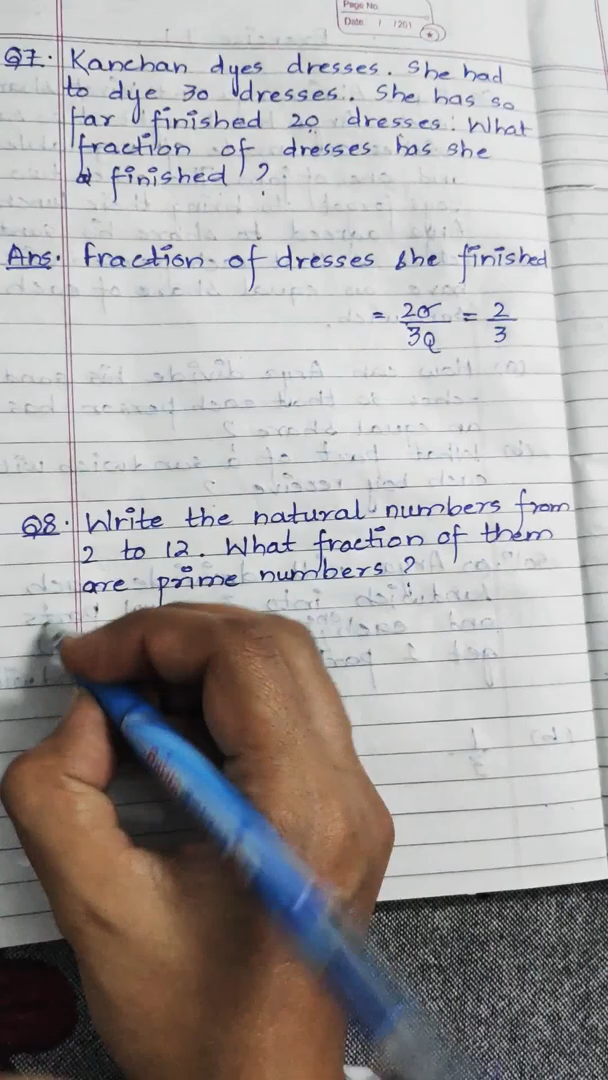 Page No.
Date / /201
Q7. Kanchan dyes dresses. She had
to dye 30 dresses. She has so
far finished 20 dresses. What
fraction of dresses has she
finished ?
Ans. Fraction of dresses she finished
= 20/30 = 2/3
Q8. Write the natural numbers from
2 to 12. What fraction of them
are prime numbers ?